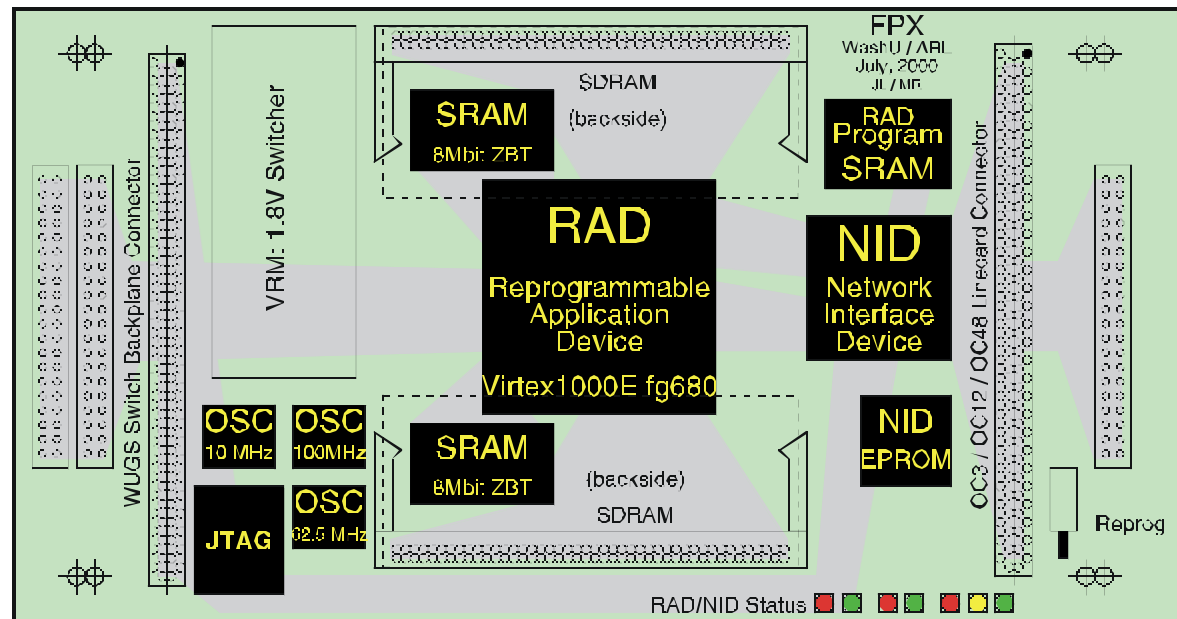 FPX
WashU / ARL
July, 2000
JL / MR
SDRAM
(backside)
SRAM
8Mbit ZBT
RAD
Program
SRAM
WUGS Switch Backplane Connector
VRM: 1.8V Switcher
RAD
Reprogrammable
Application
Device
Virtex1000E fg680
NID
Network
Interface
Device
OC3 / OC12 / OC48 Linecard Connector
OSC
10 MHz
OSC
100MHz
SRAM
8Mbit ZBT
(backside)
SDRAM
NID
EPROM
JTAG
OSC
62.5 MHz
Reprog
RAD/NID Status